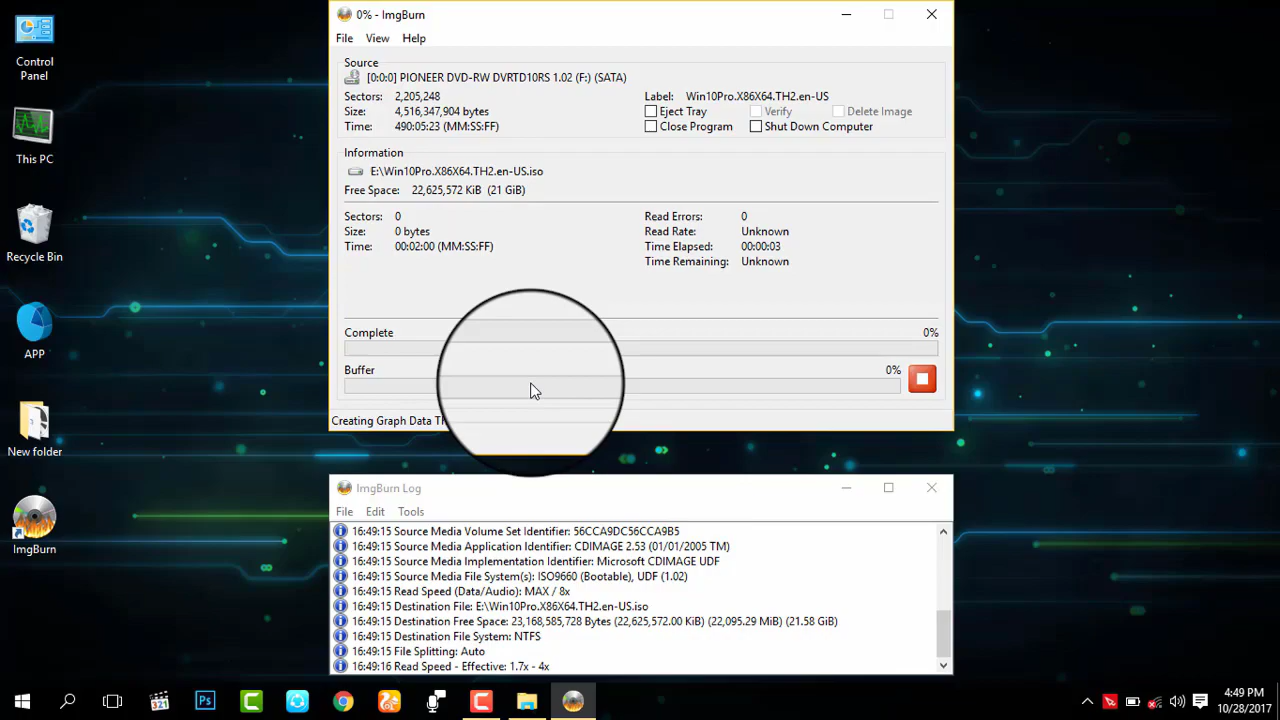 Control
Panel
This PC
Recycle Bin
APP
New folder
ImgBurn
0% - ImgBurn
File View Help
Source
[0:0:0] PIONEER DVD-RW DVRTD10RS 1.02 (F:) (SATA)
Sectors: 2,205,248
Size: 4,516,347,904 bytes
Time: 490:05:23 (MM:SS:FF)
Label: Win10Pro.X86X64.TH2.en-US
Eject Tray Verify Delete Image
Close Program Shut Down Computer
Information
E:\Win10Pro.X86X64.TH2.en-US.iso
Free Space: 22,625,572 KiB (21 GiB)
Sectors: 0
Size: 0 bytes
Time: 00:02:00 (MM:SS:FF)
Read Errors: 0
Read Rate: Unknown
Time Elapsed: 00:00:03
Time Remaining: Unknown
Complete 0%
Buffer 0%
Creating Graph Data
ImgBurn Log
File Edit Tools
16:49:15 Source Media Volume Set Identifier: 56CCA9DC56CCA9B5
16:49:15 Source Media Application Identifier: CDIMAGE 2.53 (01/01/2005 TM)
16:49:15 Source Media Implementation Identifier: Microsoft CDIMAGE UDF
16:49:15 Source Media File System(s): ISO9660 (Bootable), UDF (1.02)
16:49:15 Read Speed (Data/Audio): MAX / 8x
16:49:15 Destination File: E:\Win10Pro.X86X64.TH2.en-US.iso
16:49:15 Destination Free Space: 23,168,585,728 Bytes (22,625,572.00 KiB) (22,095.29 MiB) (21.58 GiB)
16:49:15 Destination File System: NTFS
16:49:15 File Splitting: Auto
16:49:16 Read Speed - Effective: 1.7x - 4x
321
Ps
C
C
4:49 PM
10/28/2017